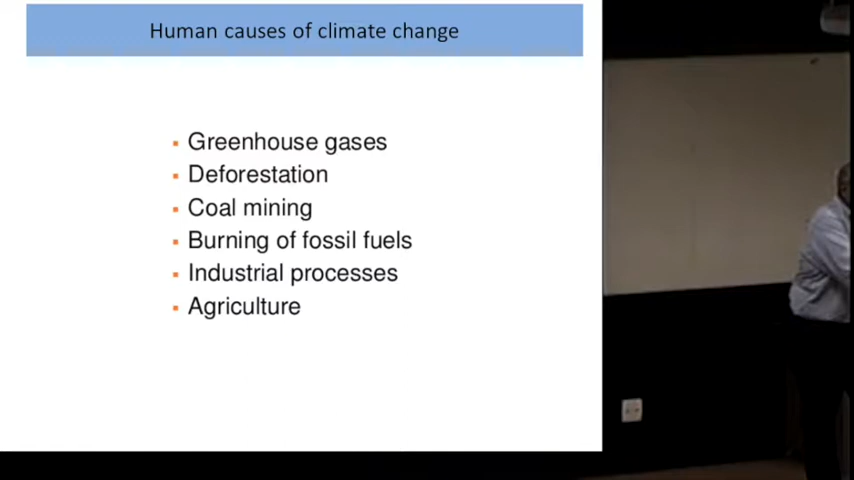 Human causes of climate change
Greenhouse gases
Deforestation
Coal mining
Burning of fossil fuels
Industrial processes
Agriculture